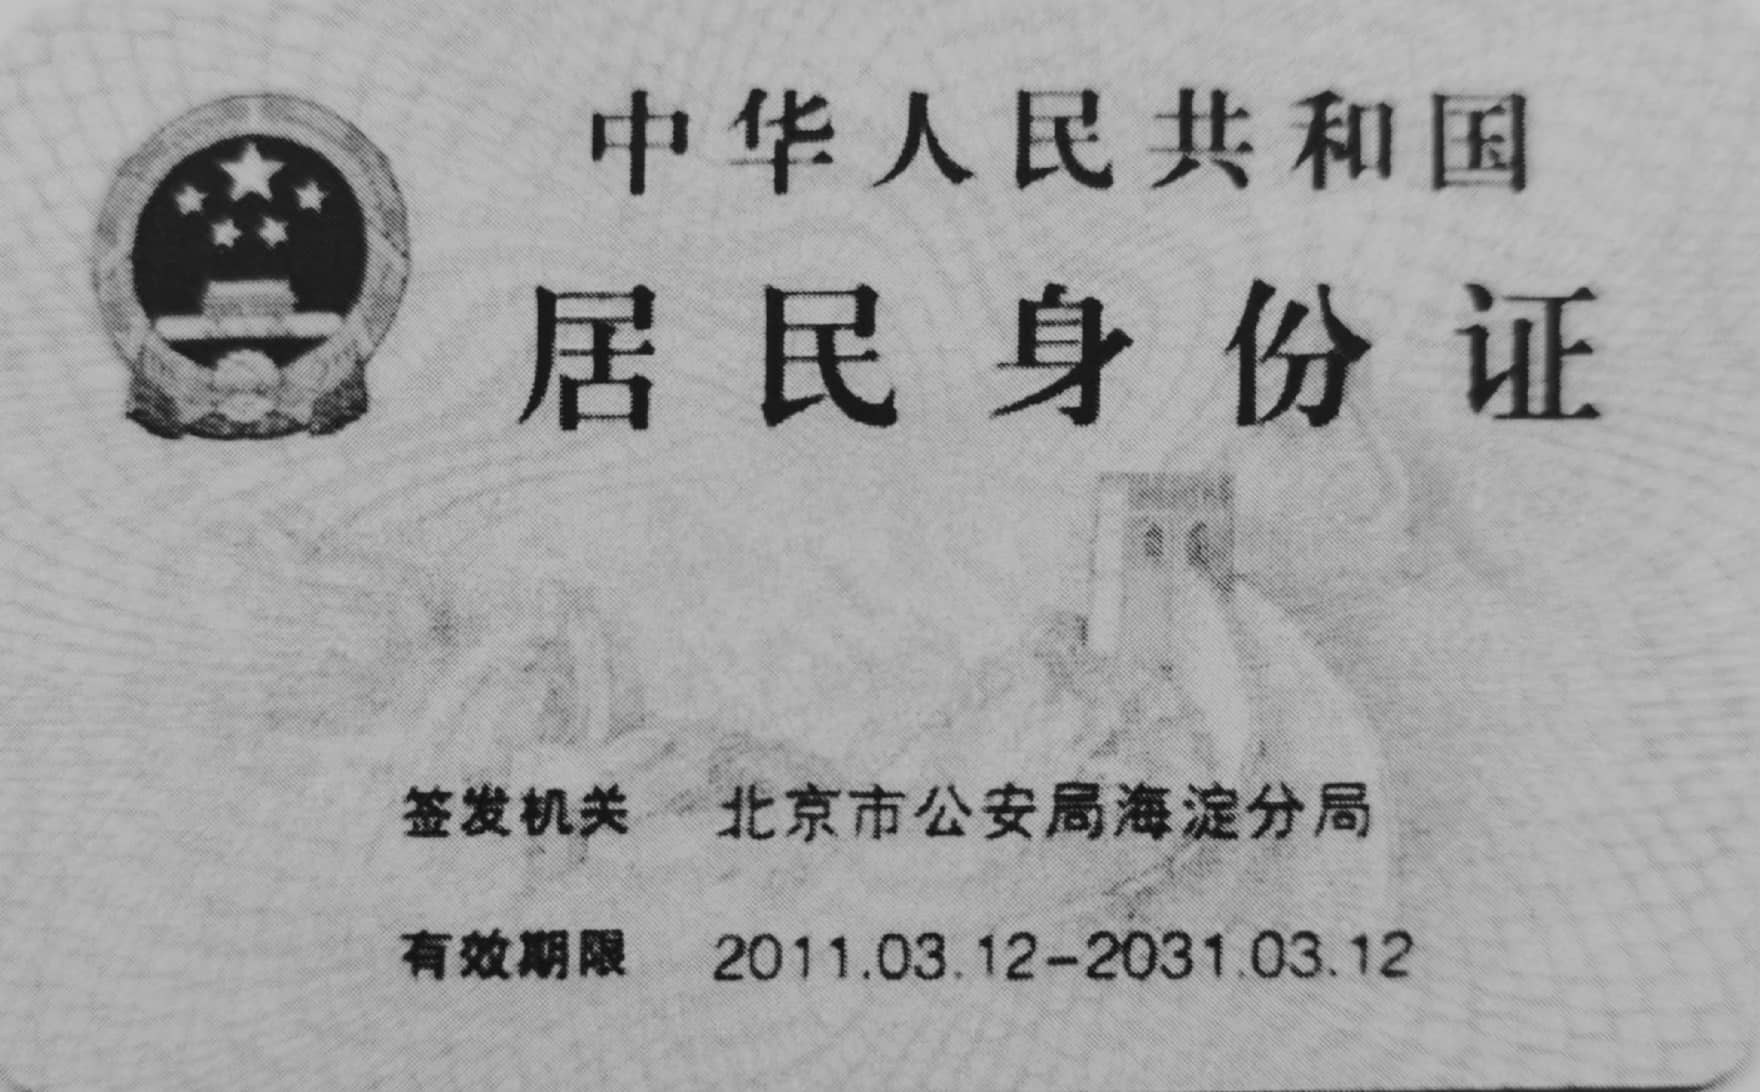 中华人民共和国
居民身份证
签发机关 北京市公安局海淀分局
有效期限 2011.03.12-2031.03.12